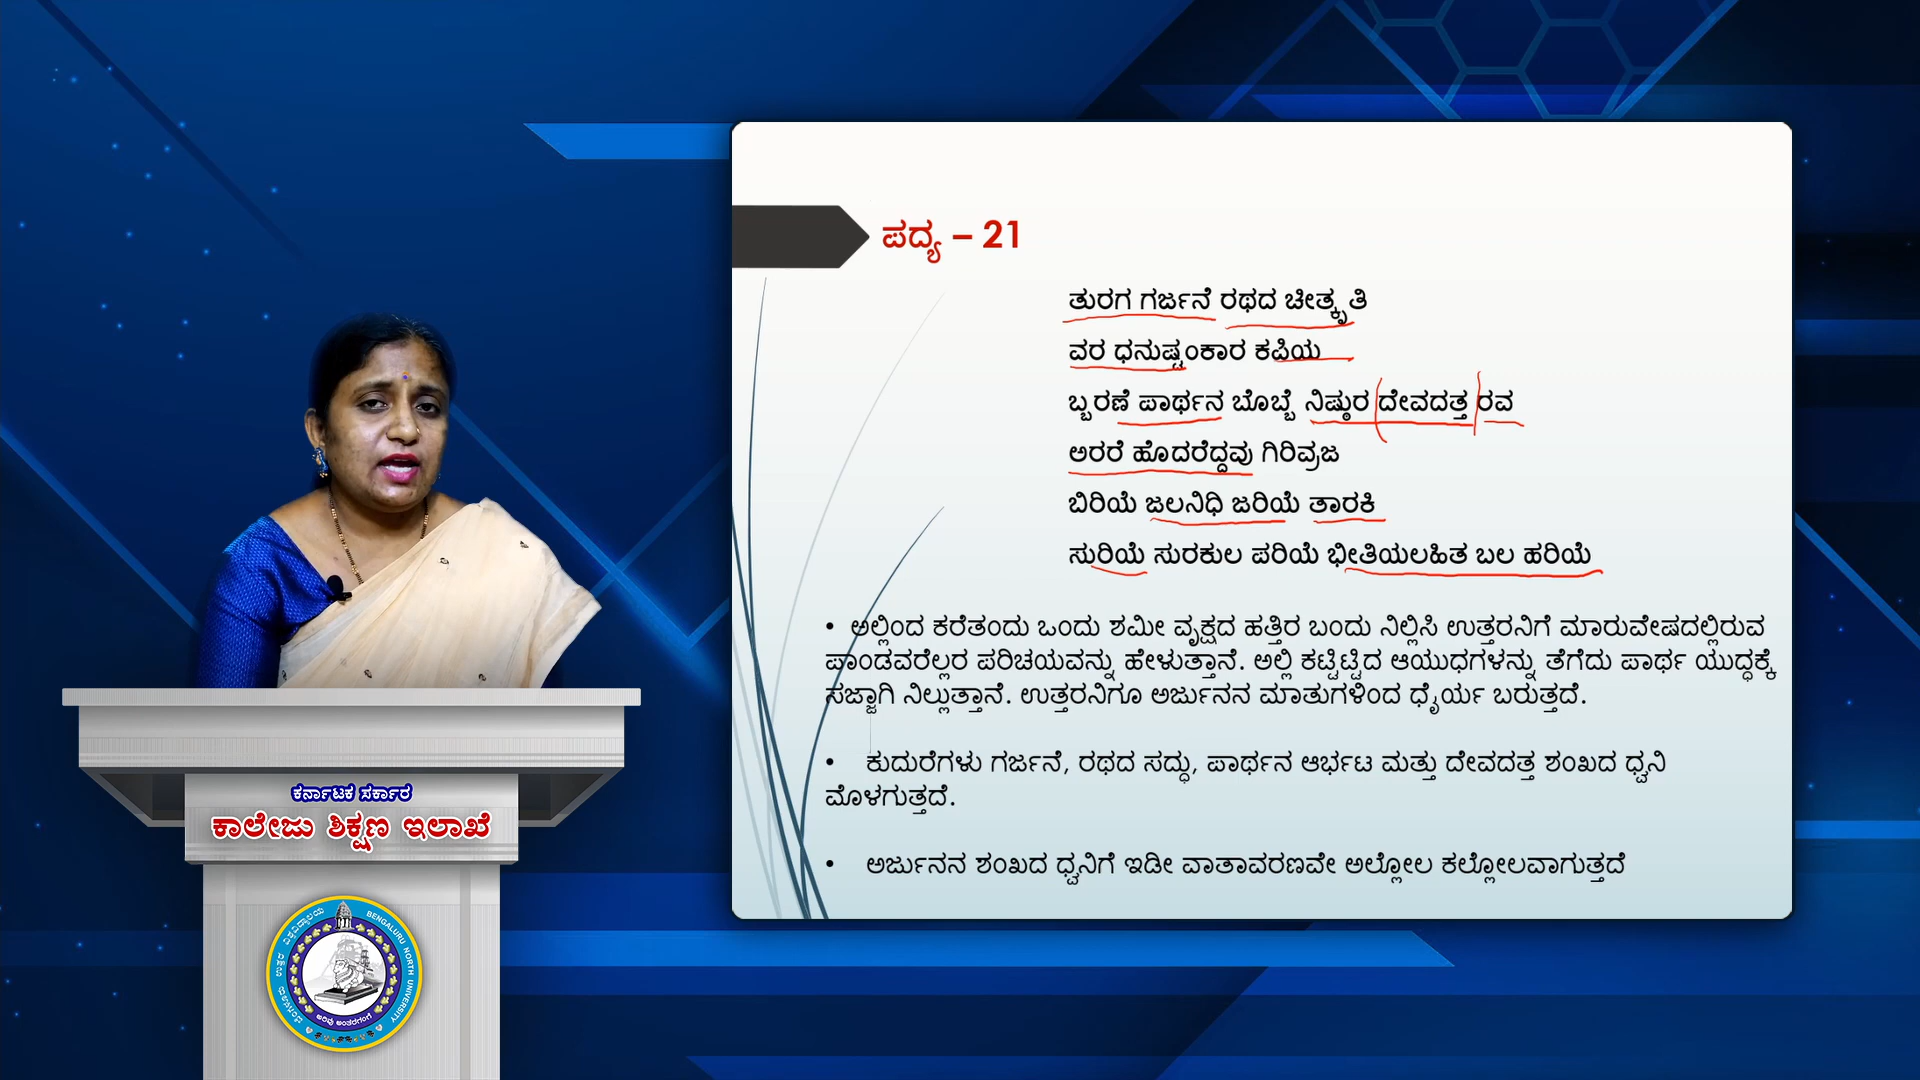 ಪದ್ಯ – 21
ತುರಗ ಗರ್ಜನೆ ರಥದ ಚೀತ್ಕೃತಿ
ವರ ಧನುಷ್ಟಂಕಾರ ಕಪಿಯ
ಬ್ಬರಣೆ ಪಾರ್ಥನ ಬೊಬ್ಬೆ ನಿಷ್ಠುರ ದೇವದತ್ತ ರವ
ಅರರೆ ಹೊದರೆದ್ದವು ಗಿರಿವ್ರಜ
ಬಿರಿಯೆ ಜಲನಿಧಿ ಜರಿಯೆ ತಾರಕಿ
ಸುರಿಯೆ ಸುರಕುಲ ಪರಿಯೆ ಭೀತಿಯಲಹಿತ ಬಲ ಹರಿಯೆ
• ಅಲ್ಲಿಂದ ಕರೆತಂದು ಒಂದು ಶಮೀ ವೃಕ್ಷದ ಹತ್ತಿರ ಬಂದು ನಿಲ್ಲಿಸಿ ಉತ್ತರನಿಗೆ ಮಾರುವೇಷದಲ್ಲಿರುವ
ಪಾಂಡವರೆಲ್ಲರ ಪರಿಚಯವನ್ನು ಹೇಳುತ್ತಾನೆ. ಅಲ್ಲಿ ಕಟ್ಟಿಟ್ಟಿದ ಆಯುಧಗಳನ್ನು ತೆಗೆದು ಪಾರ್ಥ ಯುದ್ಧಕ್ಕೆ
ಸಜ್ಜಾಗಿ ನಿಲ್ಲುತ್ತಾನೆ. ಉತ್ತರನಿಗೂ ಅರ್ಜುನನ ಮಾತುಗಳಿಂದ ಧೈರ್ಯ ಬರುತ್ತದೆ.
• ಕುದುರೆಗಳು ಗರ್ಜನೆ, ರಥದ ಸದ್ಧು, ಪಾರ್ಥನ ಆರ್ಭಟ ಮತ್ತು ದೇವದತ್ತ ಶಂಖದ ಧ್ವನಿ
ಮೊಳಗುತ್ತದೆ.
• ಅರ್ಜುನನ ಶಂಖದ ಧ್ವನಿಗೆ ಇಡೀ ವಾತಾವರಣವೇ ಅಲ್ಲೋಲ ಕಲ್ಲೋಲವಾಗುತ್ತದೆ
ಕರ್ನಾಟಕ ಸರ್ಕಾರ
ಕಾಲೇಜು ಶಿಕ್ಷಣ ಇಲಾಖೆ
BENGALURU NORTH UNIVERSITY